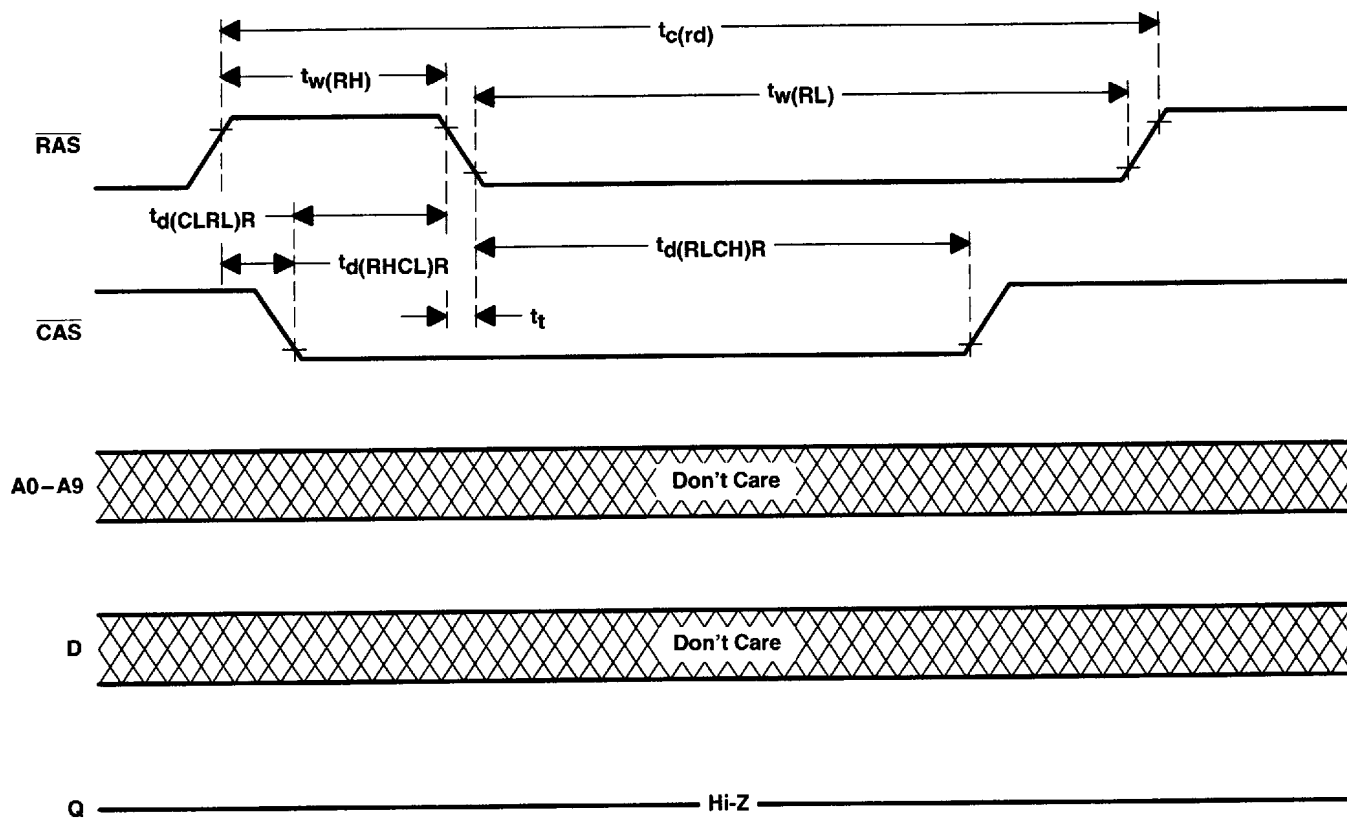 tc(rd)
tw(RH)
tw(RL)
RAS
td(CLRL)R
td(RLCH)R
td(RHCL)R
CAS
tt
A0–A9
Don't Care
D
Don't Care
Q
Hi-Z